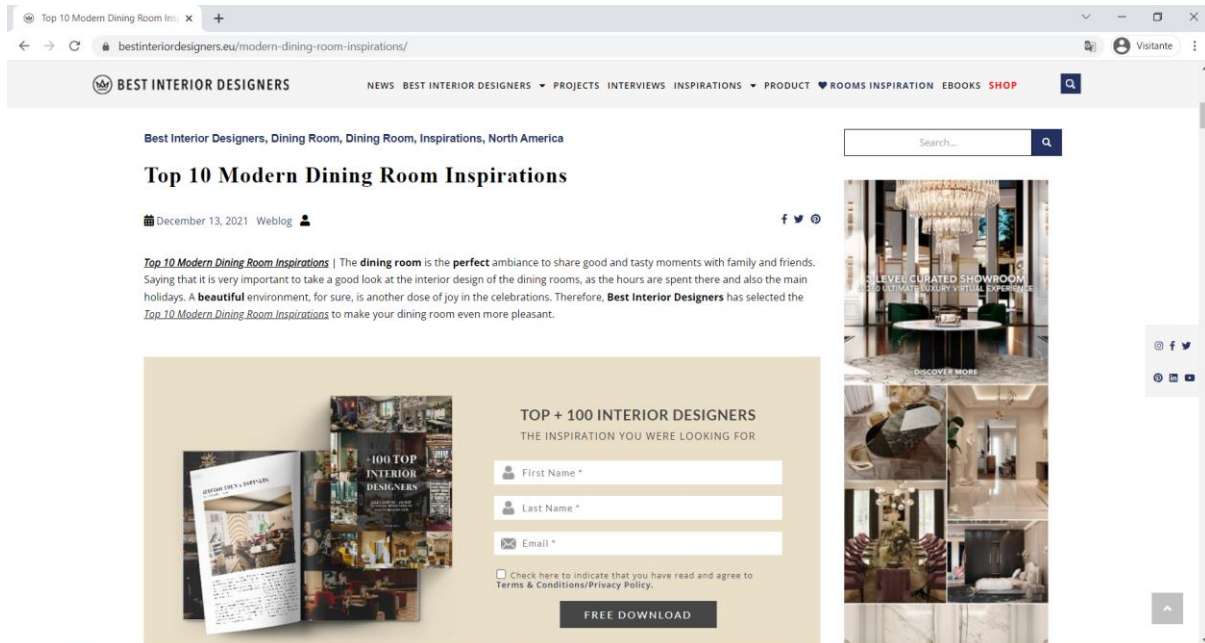 Top 10 Modern Dining Room Ins
bestinteriordesigners.eu/modern-dining-room-inspirations/
Visitante
BEST INTERIOR DESIGNERS
NEWS BEST INTERIOR DESIGNERS PROJECTS INTERVIEWS INSPIRATIONS PRODUCT ROOMS INSPIRATION EBOOKS SHOP
Best Interior Designers, Dining Room, Dining Room, Inspirations, North America
Top 10 Modern Dining Room Inspirations
December 13, 2021 Weblog
Top 10 Modern Dining Room Inspirations | The dining room is the perfect ambiance to share good and tasty moments with family and friends.
Saying that it is very important to take a good look at the interior design of the dining rooms, as the hours are spent there and also the main
holidays. A beautiful environment, for sure, is another dose of joy in the celebrations. Therefore, Best Interior Designers has selected the
Top 10 Modern Dining Room Inspirations to make your dining room even more pleasant.
+100 TOP
INTERIOR
DESIGNERS
TOP + 100 INTERIOR DESIGNERS
THE INSPIRATION YOU WERE LOOKING FOR
First Name *
Last Name *
Email *
Check here to indicate that you have read and agree to
Terms & Conditions/Privacy Policy.
FREE DOWNLOAD
Search...
LEVEL CURATED SHOWROOM
ULTIMATE LUXURY VIRTUAL EXPERIENCE
DISCOVER MORE